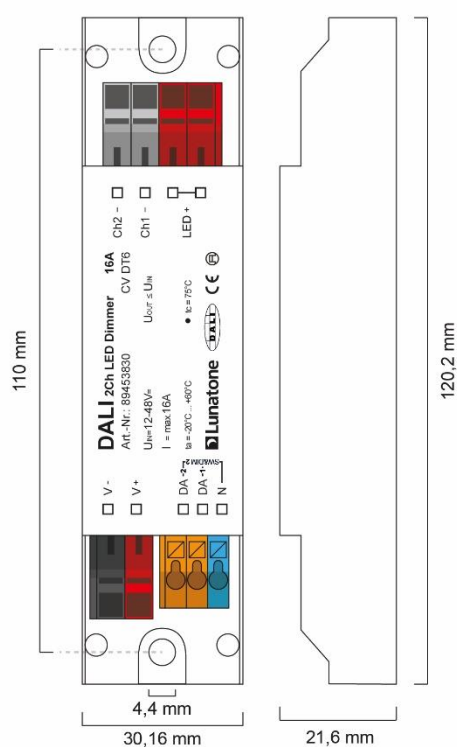 Ch2 -
Ch1 -
LED +
DALI 2Ch LED Dimmer 16A
Art.-Nr.: 89453830 CV DT6
UIN=12-48V= UOUT ≤ UIN
I = max.16A
ta = -20°C ... +60°C ● tc = 75°C
Lunatone DALI CE
V -
V +
DA -2-
DA -1-
N
SW/DIM2
110 mm
120,2 mm
4,4 mm
30,16 mm
21,6 mm